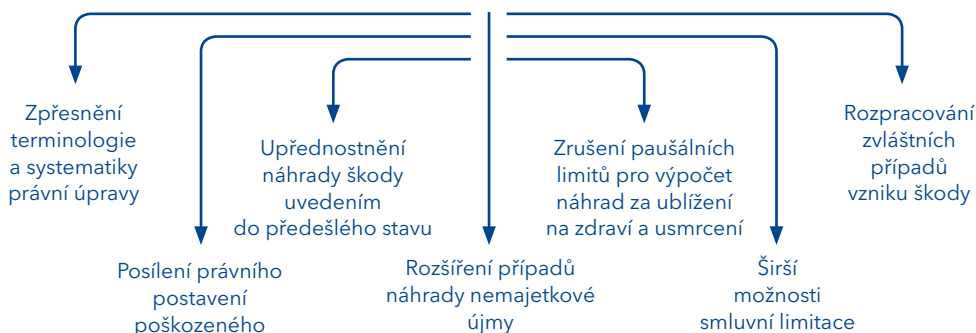 Zpřesnění
terminologie
a systematiky
právní úpravy
Upřednostnění
náhrady škody
uvedením
do předešlého stavu
Zrušení paušálních
limitů pro výpočet
náhrad za ublížení
na zdraví a usmrcení
Rozpracování
zvláštních
případů
vzniku škody
Posílení právního
postavení
poškozeného
Rozšíření případů
náhrady nemajetkové
újmy
Širší
možnosti
smluvní limitace